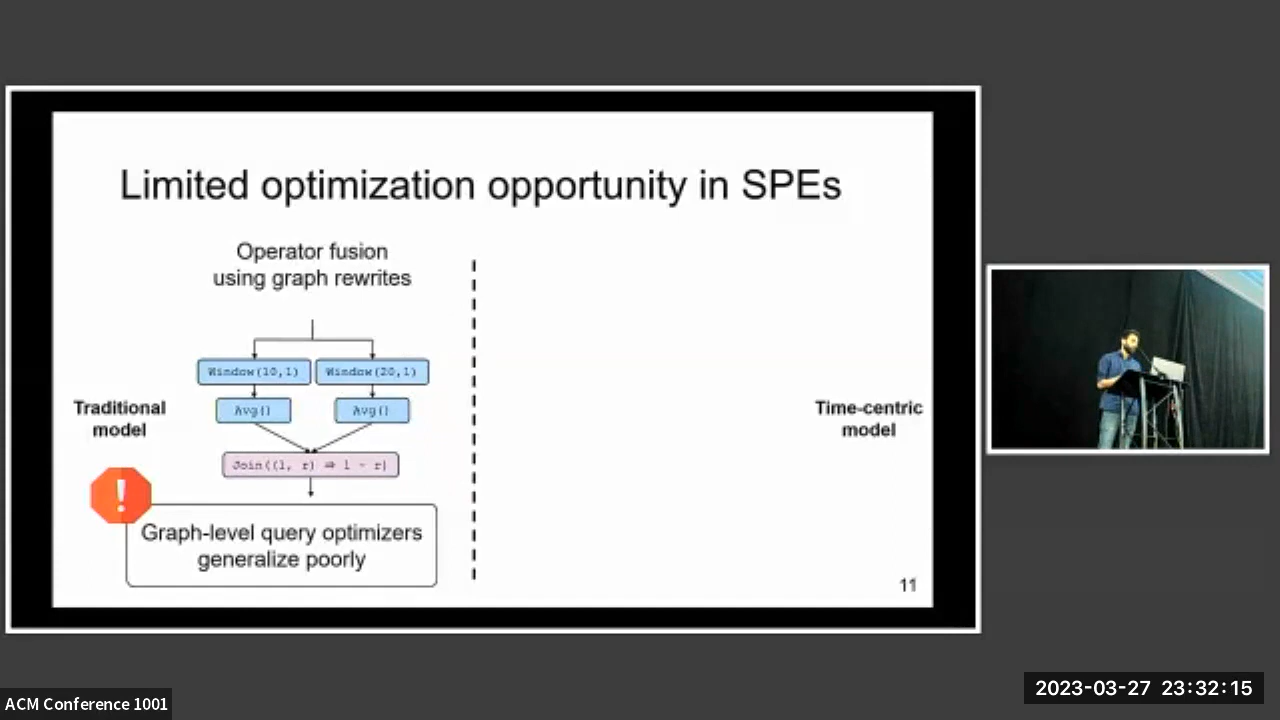 Limited optimization opportunity in SPEs
Operator fusion
using graph rewrites
Window(10,1)
Window(20,1)
Avg()
Avg()
Join((l, r) ⇒ l - r)
Traditional
model
Time-centric
model
Graph-level query optimizers
generalize poorly
11
2023-03-27 23:32:15
ACM Conference 1001